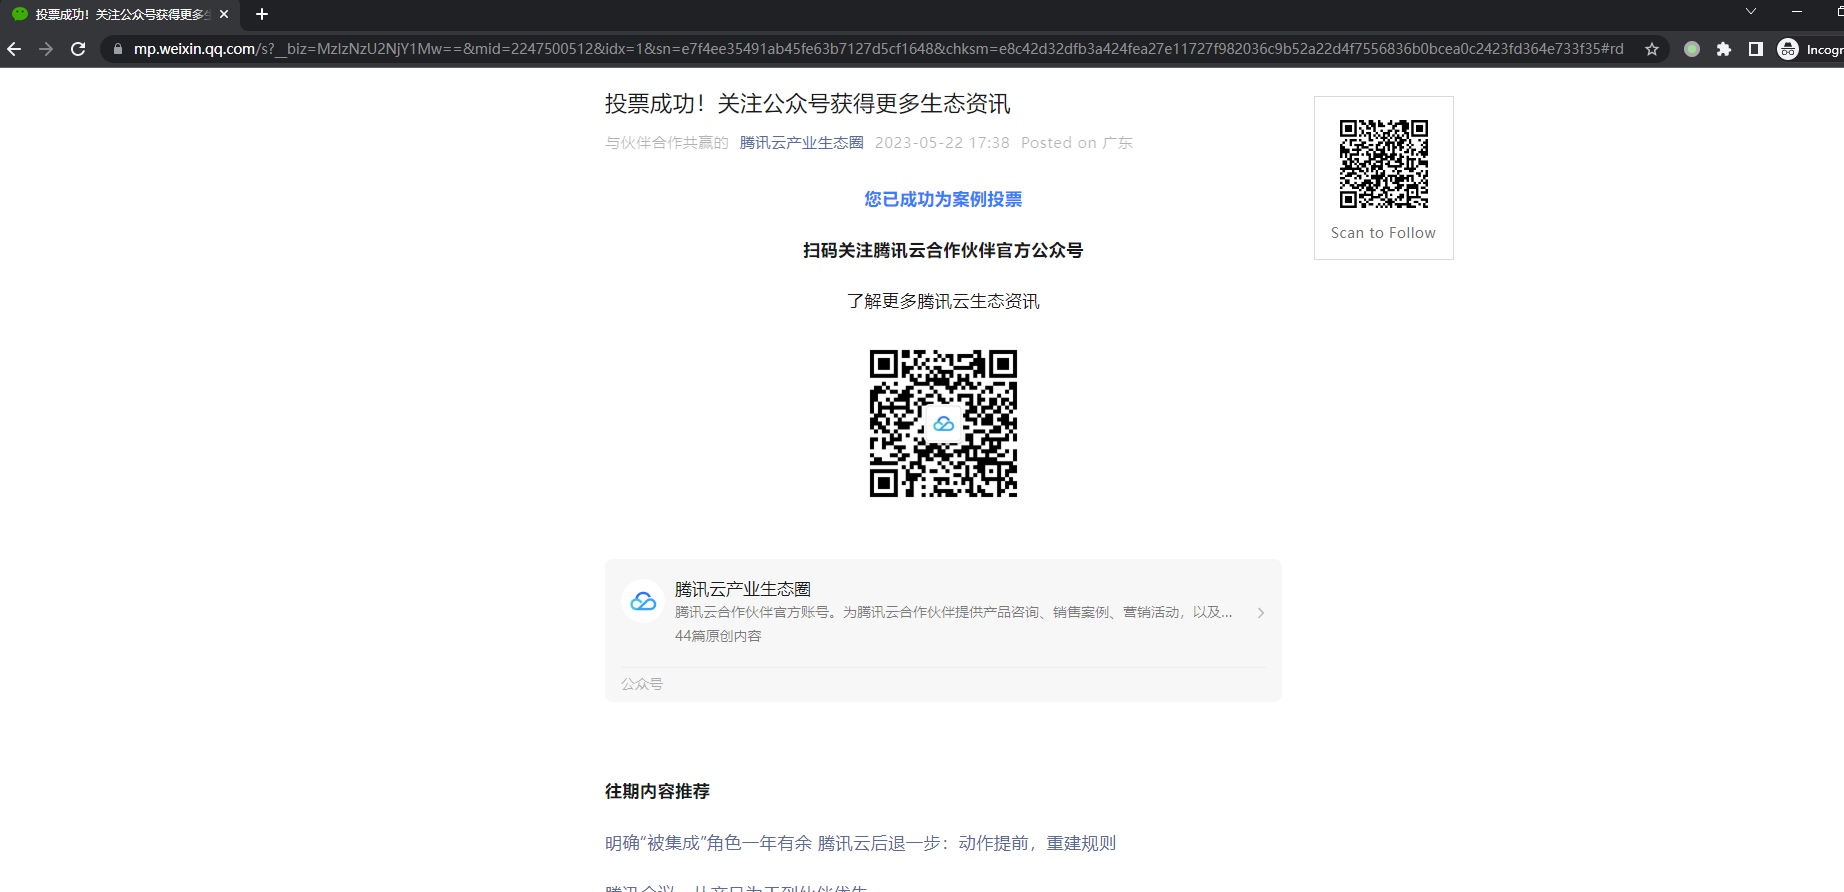 投票成功！关注公众号获得更多
mp.weixin.qq.com/s?__biz=MzIzNzU2NjY1Mw==&mid=2247500512&idx=1&sn=e7f4ee35491ab45fe63b7127d5cf1648&chksm=e8c42d32dfb3a424fea27e11727f982036c9b52a22d4f7556836b0bcea0c2423fd364e733f35#rd
Incogn
投票成功！关注公众号获得更多生态资讯
与伙伴合作共赢的 腾讯云产业生态圈 2023-05-22 17:38 Posted on 广东
Scan to Follow
您已成功为案例投票
扫码关注腾讯云合作伙伴官方公众号
了解更多腾讯云生态资讯
腾讯云产业生态圈
腾讯云合作伙伴官方账号。为腾讯云合作伙伴提供产品咨询、销售案例、营销活动，以及...
44篇原创内容
公众号
往期内容推荐
明确“被集成”角色一年有余 腾讯云后退一步：动作提前，重建规则